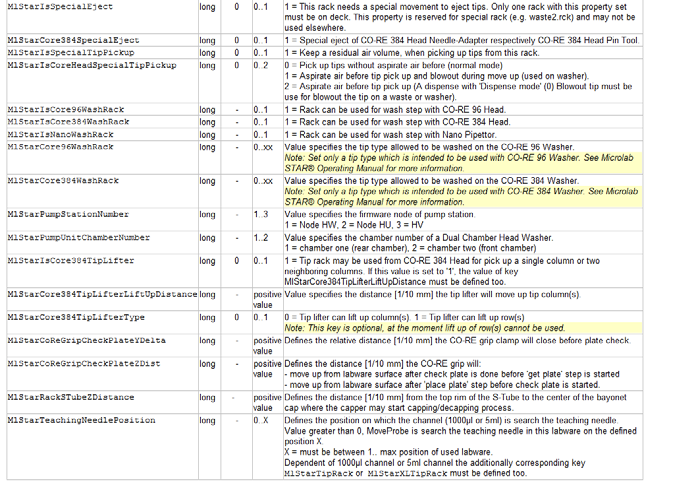 MlStarIsSpecialEject long 0 0..1 1 = This rack needs a special movement to eject tips. Only one rack with this property set
must be on deck. This property is reserved for special rack (e.g. waste2.rck) and may not be
used elsewhere.
MlStarCore384SpecialEject long 0 0..1 1 = Special eject of CO-RE 384 Head Needle-Adapter respectively CO-RE 384 Head Pin Tool.
MlStarIsSpecialTipPickup long 0 0..1 1 = Keep a residual air volume, when picking up tips from this rack.
MlStarIsCoreHeadSpecialTipPickup long 0 0..2 0 = Pick up tips without aspirate air before (normal mode)
1 = Aspirate air before tip pick up and blowout during move up (used on washer).
2 = Aspirate air before tip pick up (A dispense with 'Dispense mode' (0) Blowout tip must be
use for blowout the tip on a waste or washer).
MlStarIsCore96WashRack long - 0..1 1 = Rack can be used for wash step with CO-RE 96 Head.
MlStarIsCore384WashRack long - 0..1 1 = Rack can be used for wash step with CO-RE 384 Head.
MlStarIsNanoWashRack long - 0..1 1 = Rack can be used for wash step with Nano Pipettor.
MlStarCore96WashRack long - 0..xx Value specifies the tip type allowed to be washed on the CO-RE 96 Washer.
Note: Set only a tip type which is intended to be used with CO-RE 96 Washer. See Microlab
STAR® Operating Manual for more information.
MlStarCore384WashRack long - 0..xx Value specifies the tip type allowed to be washed on the CO-RE 384 Washer.
Note: Set only a tip type which is intended to be used with CO-RE 384 Washer. See Microlab
STAR® Operating Manual for more information.
MlStarPumpStationNumber long - 1..3 Value specifies the firmware node of pump station.
1 = Node HW, 2 = Node HU, 3 = HV
MlStarPumpUnitChamberNumber long - 1..2 Value specifies the chamber number of a Dual Chamber Head Washer.
1 = chamber one (rear chamber), 2 = chamber two (front chamber)
MlStarIsCore384TipLifter long 0 0..1 1 = Tip rack may be used from CO-RE 384 Head for pick up a single column or two
neighboring columns. If this value is set to '1', the value of key
MlStarCore384TipLifterLiftUpDistance must be defined too.
MlStarCore384TipLifterLiftUpDistance long - positive Value specifies the distance [1/10 mm] the tip lifter will move up tip column(s).
value
MlStarCore384TipLifterType long 0 0..1 0 = Tip lifter can lift up column(s). 1 = Tip lifter can lift up row(s)
Note: This key is optional, at the moment lift up of row(s) cannot be used.
MlStarCoReGripCheckPlateYDelta long - positive Defines the relative distance [1/10 mm] the CO-RE grip clamp will close before plate check.
value
MlStarCoReGripCheckPlateZDist long - positive Defines the distance [1/10 mm] the CO-RE grip will:
value - move up from labware surface after check plate is done before 'get plate' step is started
- move up from labware surface after 'place plate' step before check plate is started.
MlStarRackSTubeZDistance long - positive Defines the distance [1/10 mm] from the top rim of the S-Tube to the center of the bayonet
value cap where the capper may start capping/decapping process.
MlStarTeachingNeedlePosition long - 0..X Defines the position on which the channel (1000µl or 5ml) is search the teaching needle.
Value greater than 0, MoveProbe is search the teaching needle in this labware on the defined
position X.
X = must be between 1.. max position of used labware.
Dependent of 1000µl channel or 5ml channel the additionally corresponding key
MlStarTipRack or MlStarXLTipRack must be defined too.